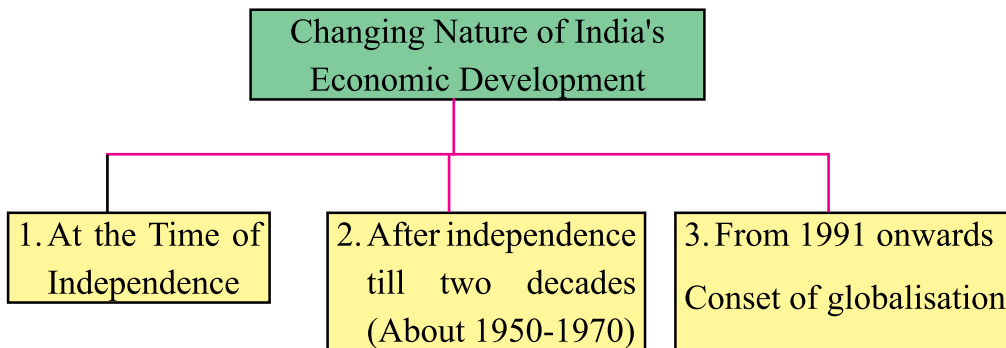 Changing Nature of India's
Economic Development
1. At the Time of
Independence
2. After independence
till two decades
(About 1950-1970)
3. From 1991 onwards
Conset of globalisation